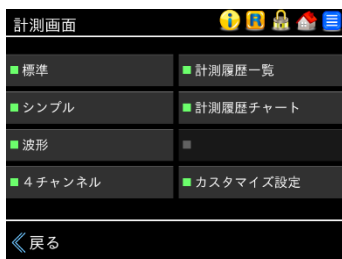 計測画面
R
標準
計測履歴一覧
シンプル
計測履歴チャート
波形
4チャンネル
カスタマイズ設定
戻る